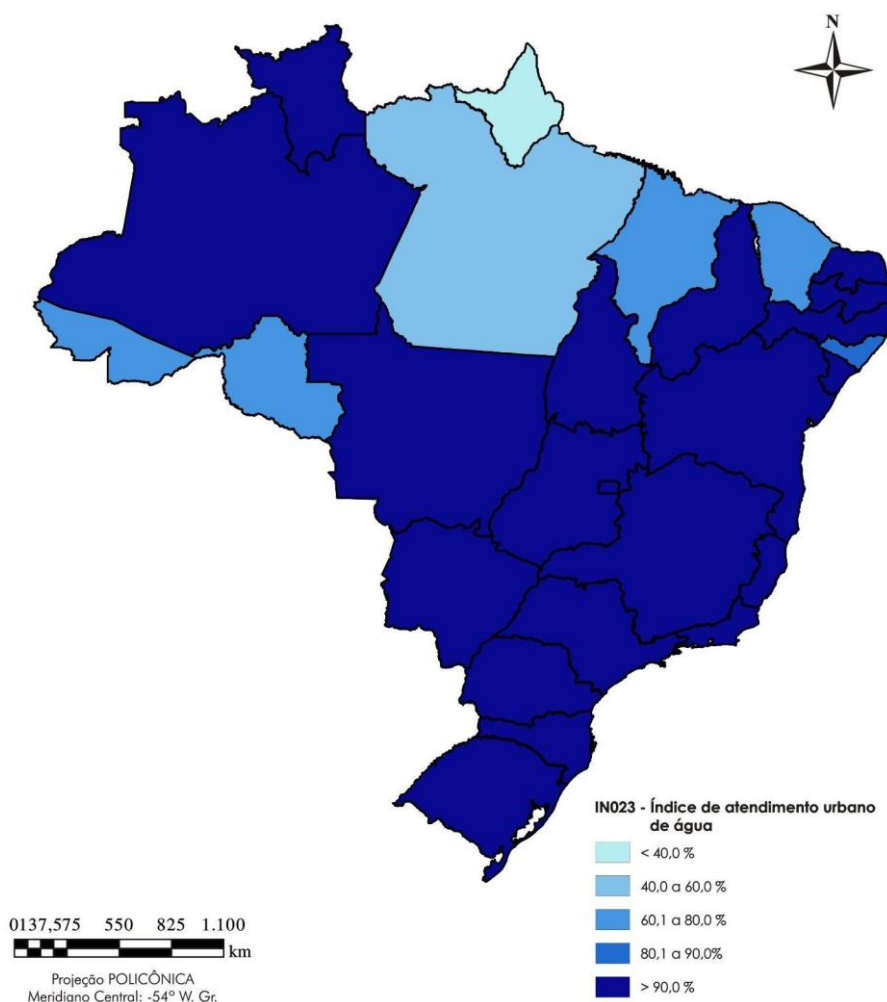 N
IN023 - Índice de atendimento urbano
de água
< 40,0 %
40,0 a 60,0 %
60,1 a 80,0 %
80,1 a 90,0%
> 90,0 %
0137,575 550 825 1.100
km
Projeção POLICÔNICA
Meridiano Central: -54º W. Gr.